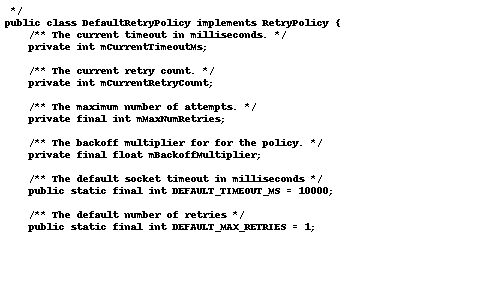 */
public class DefaultRetryPolicy implements RetryPolicy {
/** The current timeout in milliseconds. */
private int mCurrentTimeoutMs;
/** The current retry count. */
private int mCurrentRetryCount;
/** The maximum number of attempts. */
private final int mMaxNumRetries;
/** The backoff multiplier for for the policy. */
private final float mBackoffMultiplier;
/** The default socket timeout in milliseconds */
public static final int DEFAULT_TIMEOUT_MS = 10000;
/** The default number of retries */
public static final int DEFAULT_MAX_RETRIES = 1;